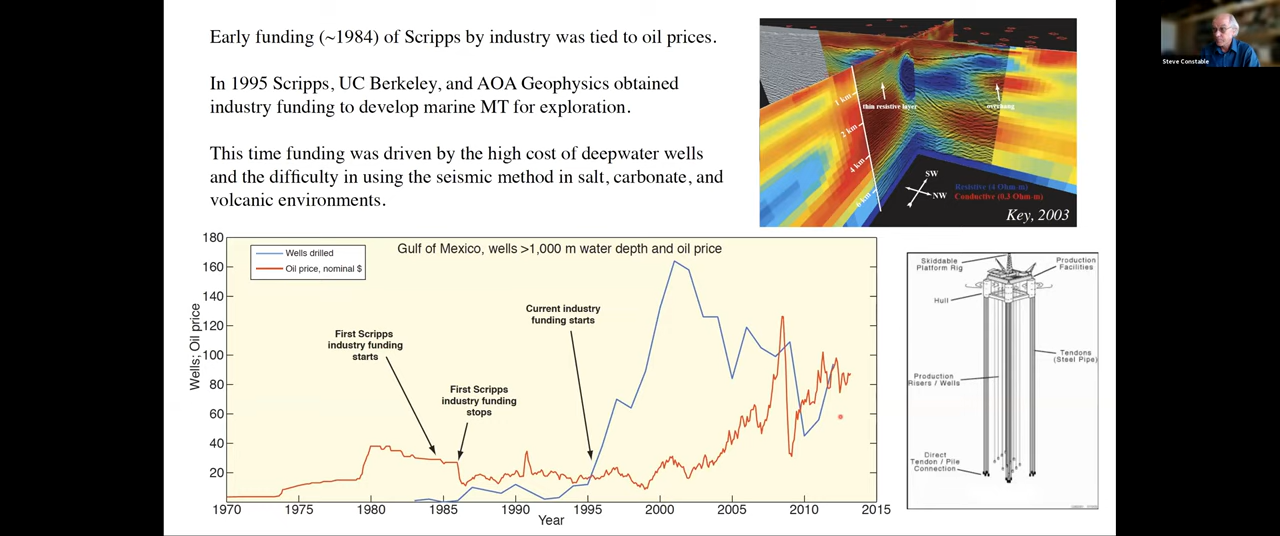 Early funding (~1984) of Scripps by industry was tied to oil prices.
In 1995 Scripps, UC Berkeley, and AOA Geophysics obtained
industry funding to develop marine MT for exploration.
This time funding was driven by the high cost of deepwater wells
and the difficulty in using the seismic method in salt, carbonate, and
volcanic environments.
1 km
2 km
4 km
6 km
thin resistive layer
overhang
SW
NW
Resistive (4 Ohm-m)
Conductive (0.3 Ohm-m)
Key, 2003
Steve Constable
Gulf of Mexico, wells >1,000 m water depth and oil price
Wells drilled
Oil price, nominal $
First Scripps
industry funding
starts
First Scripps
industry funding
stops
Current industry
funding starts
Wells; Oil price
180
160
140
120
100
80
60
40
20
1970
1975
1980
1985
1990
1995
2000
2005
2010
2015
Year
Skiddable
Platform Rig
Production
Facilities
Hull
Tendons
(Steel Pipe)
Production
Risers / Wells
Direct
Tendon / Pile
Connection